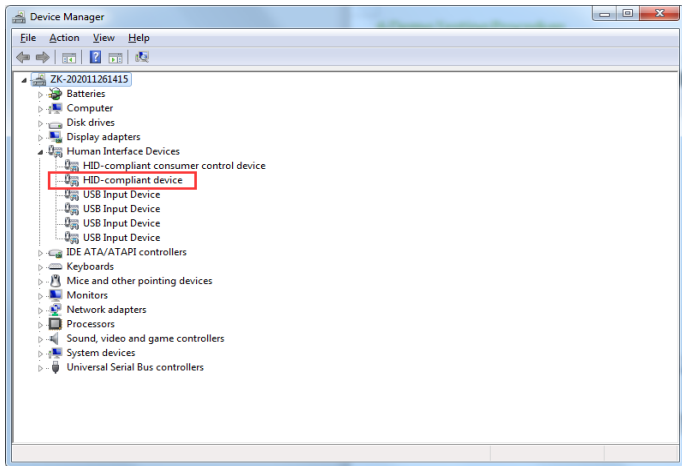 Device Manager
File Action View Help
ZK-202011261415
Batteries
Computer
Disk drives
Display adapters
Human Interface Devices
HID-compliant consumer control device
HID-compliant device
USB Input Device
USB Input Device
USB Input Device
USB Input Device
IDE ATA/ATAPI controllers
Keyboards
Mice and other pointing devices
Monitors
Network adapters
Processors
Sound, video and game controllers
System devices
Universal Serial Bus controllers